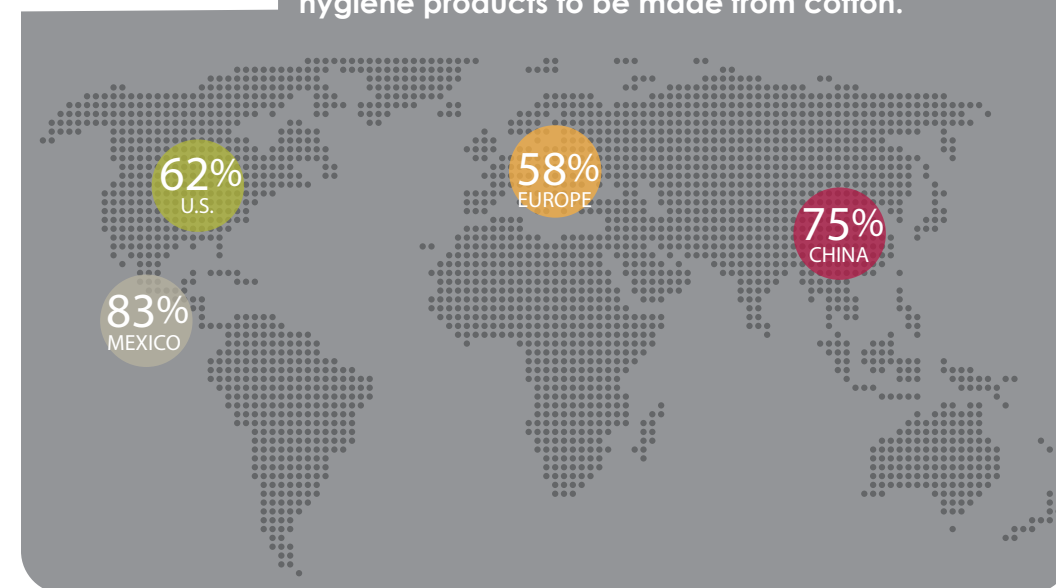 hygiene products to be made from cotton.
62%
U.S.
58%
EUROPE
75%
CHINA
83%
MEXICO